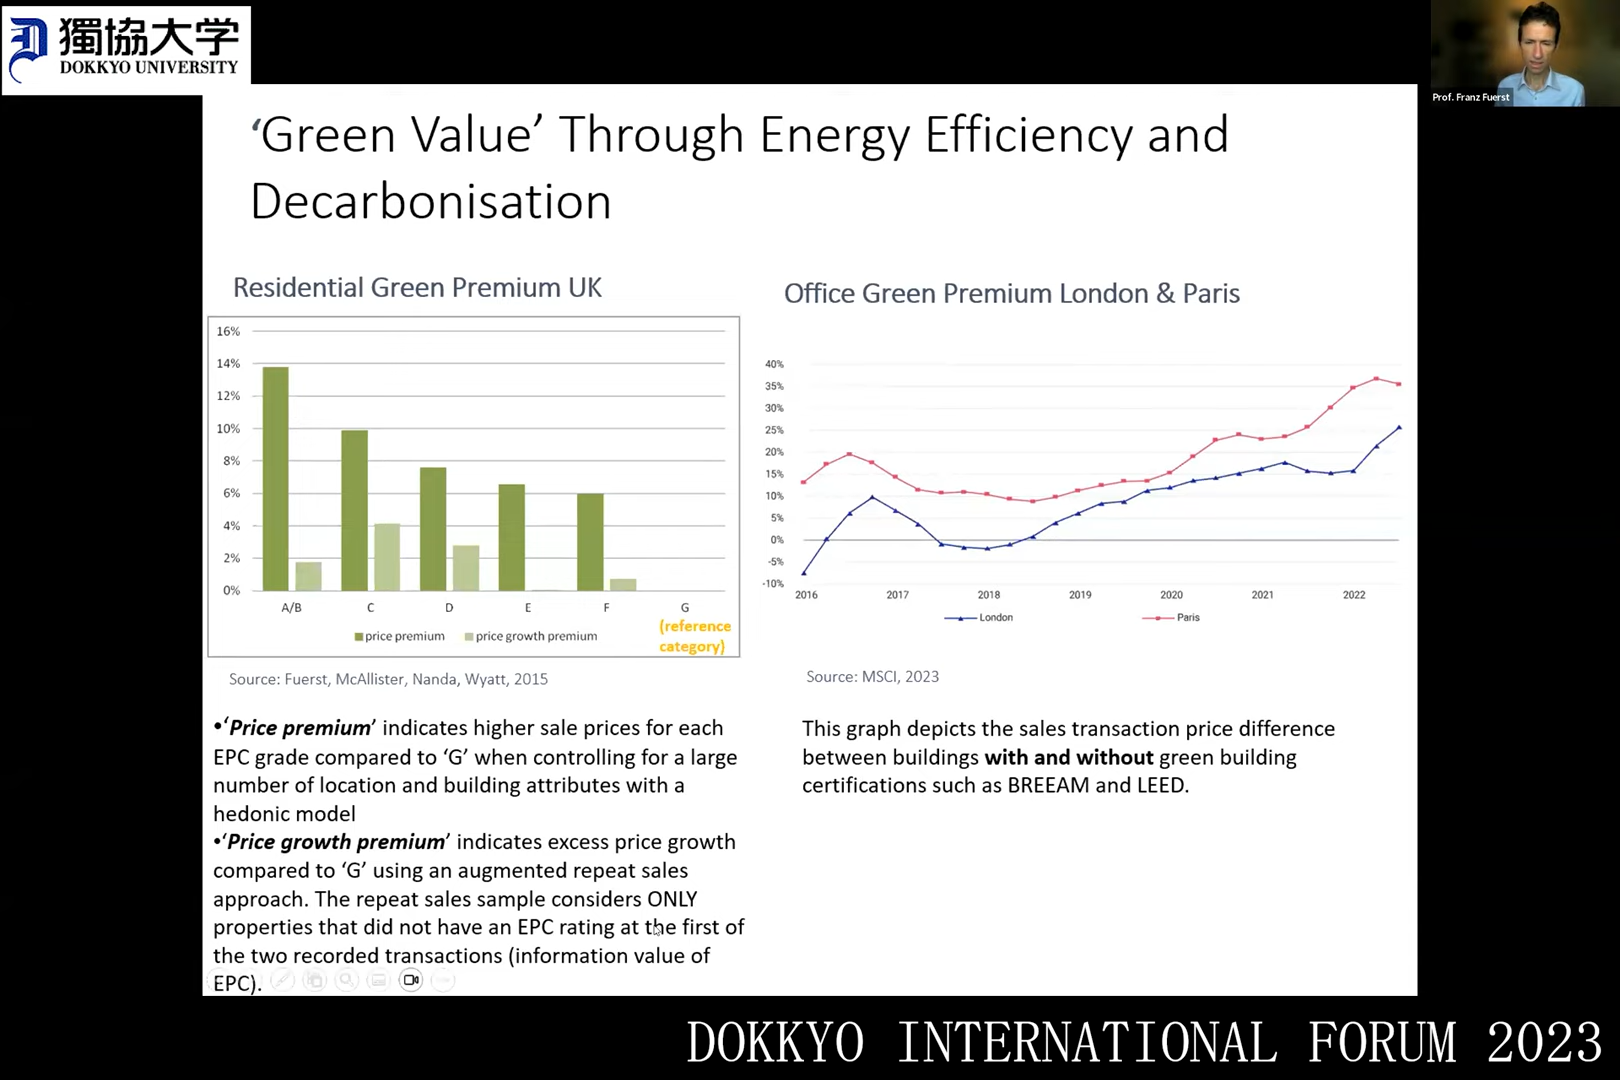 獨協大学
DOKKYO UNIVERSITY
Prof. Franz Fuerst
‘Green Value’ Through Energy Efficiency and
Decarbonisation
Residential Green Premium UK
16%
14%
12%
10%
8%
6%
4%
2%
0%
A/B C D E F G
(reference
category)
price premium price growth premium
Source: Fuerst, McAllister, Nanda, Wyatt, 2015
•‘Price premium’ indicates higher sale prices for each
EPC grade compared to ‘G’ when controlling for a large
number of location and building attributes with a
hedonic model
•‘Price growth premium’ indicates excess price growth
compared to ‘G’ using an augmented repeat sales
approach. The repeat sales sample considers ONLY
properties that did not have an EPC rating at the first of
the two recorded transactions (information value of
EPC).
Office Green Premium London & Paris
40%
35%
30%
25%
20%
15%
10%
5%
0%
-5%
-10%
2016 2017 2018 2019 2020 2021 2022
London Paris
Source: MSCI, 2023
This graph depicts the sales transaction price difference
between buildings with and without green building
certifications such as BREEAM and LEED.
DOKKYO INTERNATIONAL FORUM 2023